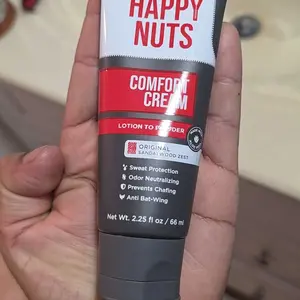 HAPPY
NUTS
COMFORT
CREAM
LOTION TO POWDER
ORIGINAL
SANDALWOOD ZEST
Sweat Protection
Odor Neutralizing
Prevents Chafing
Anti Bat-Wing
Net Wt. 2.25 fl oz / 66 ml